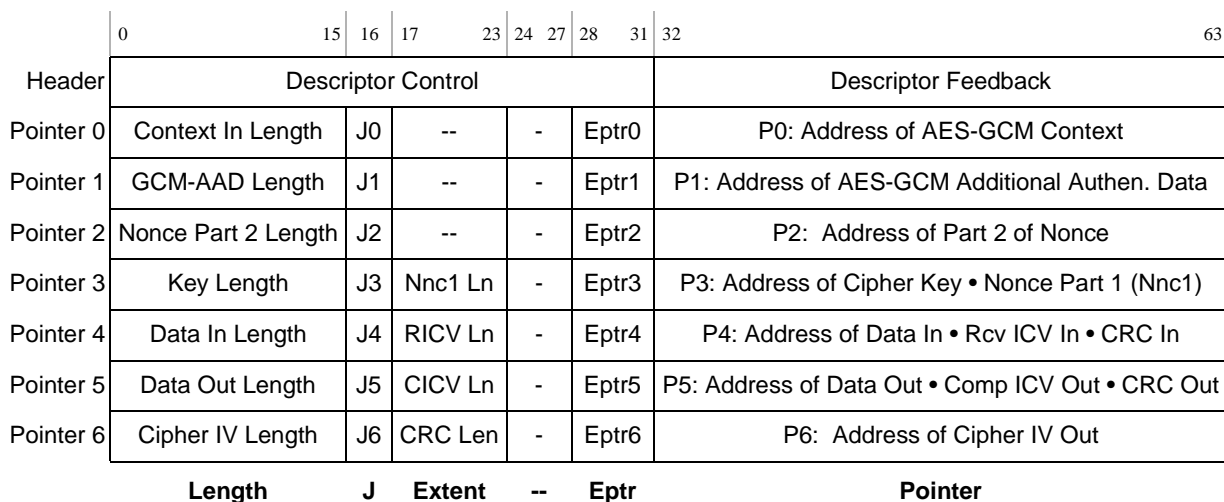 0 15 16 17 23 24 27 28 31 32 63
Header Descriptor Control Descriptor Feedback
Pointer 0 Context In Length J0 -- - Eptr0 P0: Address of AES-GCM Context
Pointer 1 GCM-AAD Length J1 -- - Eptr1 P1: Address of AES-GCM Additional Authen. Data
Pointer 2 Nonce Part 2 Length J2 -- - Eptr2 P2: Address of Part 2 of Nonce
Pointer 3 Key Length J3 Nnc1 Ln - Eptr3 P3: Address of Cipher Key • Nonce Part 1 (Nnc1)
Pointer 4 Data In Length J4 RICV Ln - Eptr4 P4: Address of Data In • Rcv ICV In • CRC In
Pointer 5 Data Out Length J5 CICV Ln - Eptr5 P5: Address of Data Out • Comp ICV Out • CRC Out
Pointer 6 Cipher IV Length J6 CRC Len - Eptr6 P6: Address of Cipher IV Out
Length J Extent -- Eptr Pointer